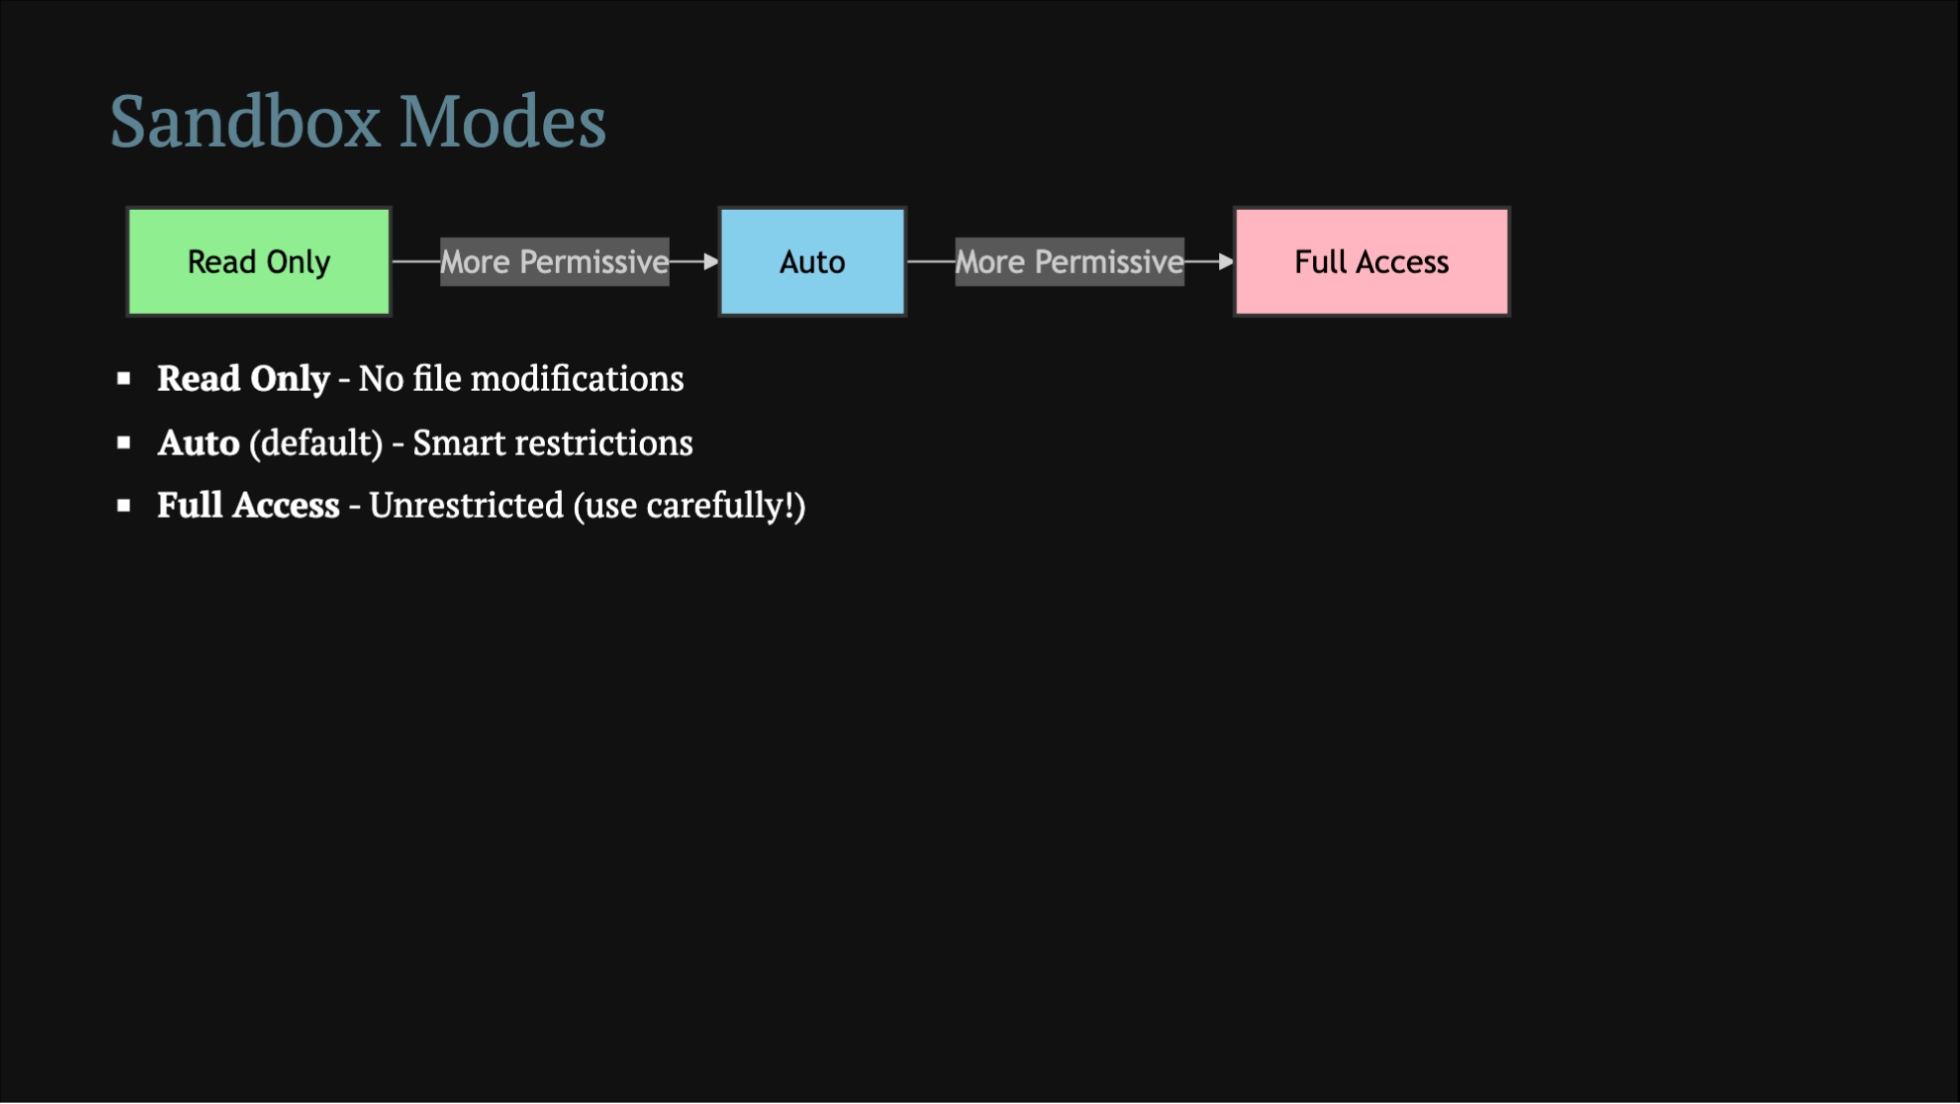 Sandbox Modes
Read Only More Permissive Auto More Permissive Full Access
▪ Read Only - No file modifications
▪ Auto (default) - Smart restrictions
▪ Full Access - Unrestricted (use carefully!)